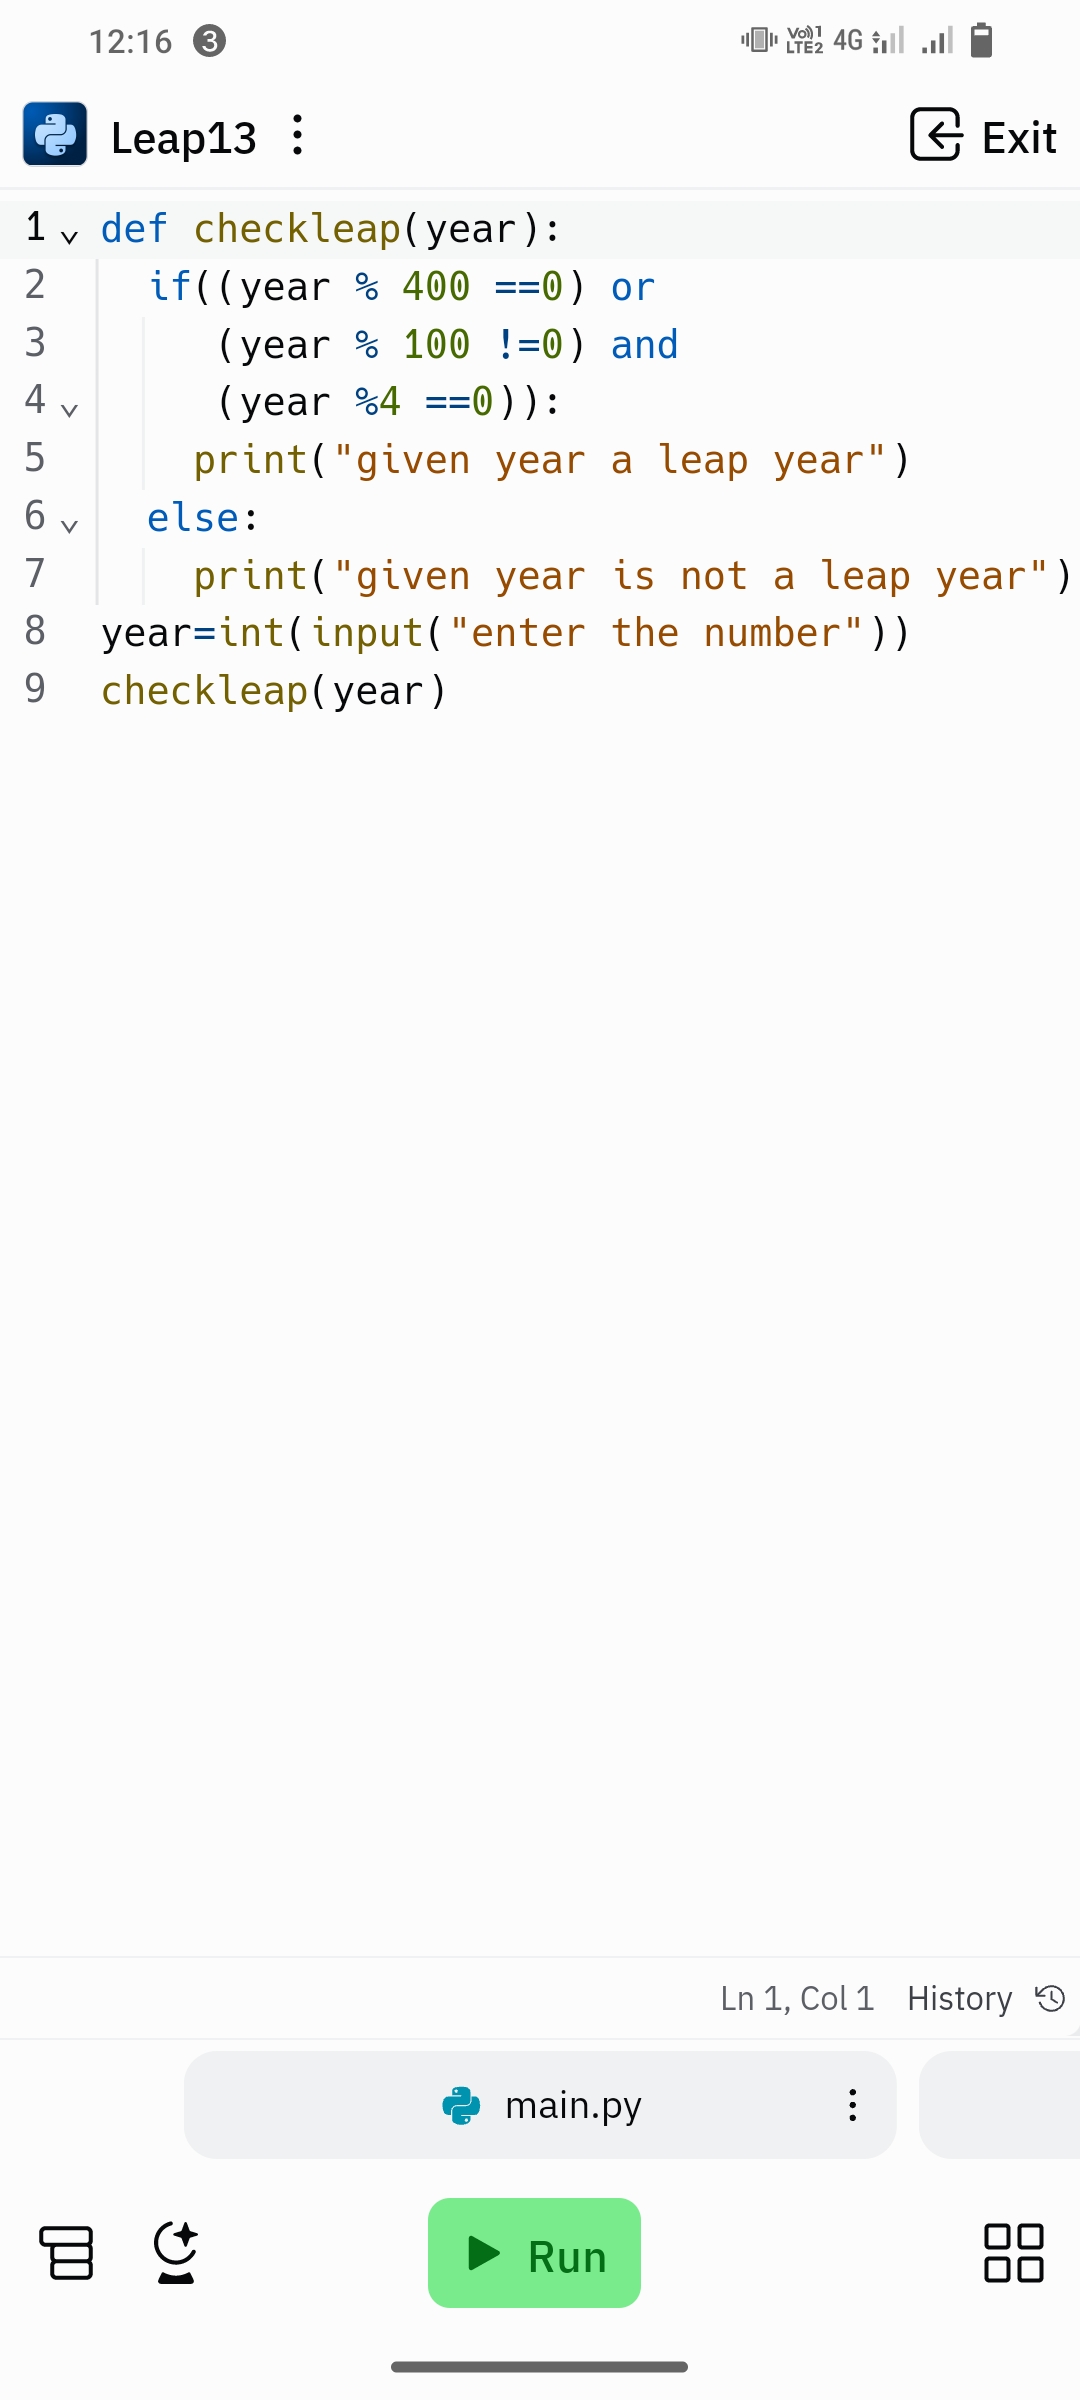 12:16 3 Vo))1 LTE2 4G
Leap13 Exit
1 def checkleap(year):
2   if((year % 400 ==0) or
3      (year % 100 !=0) and
4      (year %4 ==0)):
5     print("given year a leap year")
6   else:
7     print("given year is not a leap year")
8 year=int(input("enter the number"))
9 checkleap(year)
Ln 1, Col 1 History
main.py
Run